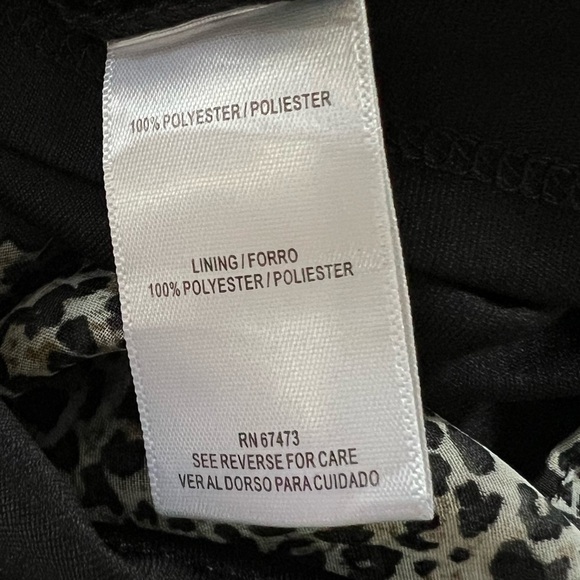 100% POLYESTER / POLIESTER
LINING / FORRO
100% POLYESTER / POLIESTER
RN 67473
SEE REVERSE FOR CARE
VER AL DORSO PARA CUIDADO